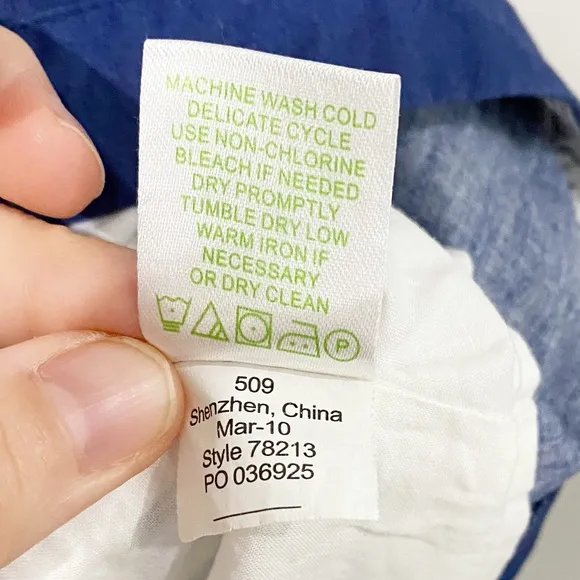 MACHINE WASH COLD
DELICATE CYCLE
USE NON-CHLORINE
BLEACH IF NEEDED
DRY PROMPTLY
TUMBLE DRY LOW
WARM IRON IF
NECESSARY
OR DRY CLEAN
P
509
Shenzhen, China
Mar-10
Style 78213
PO 036925